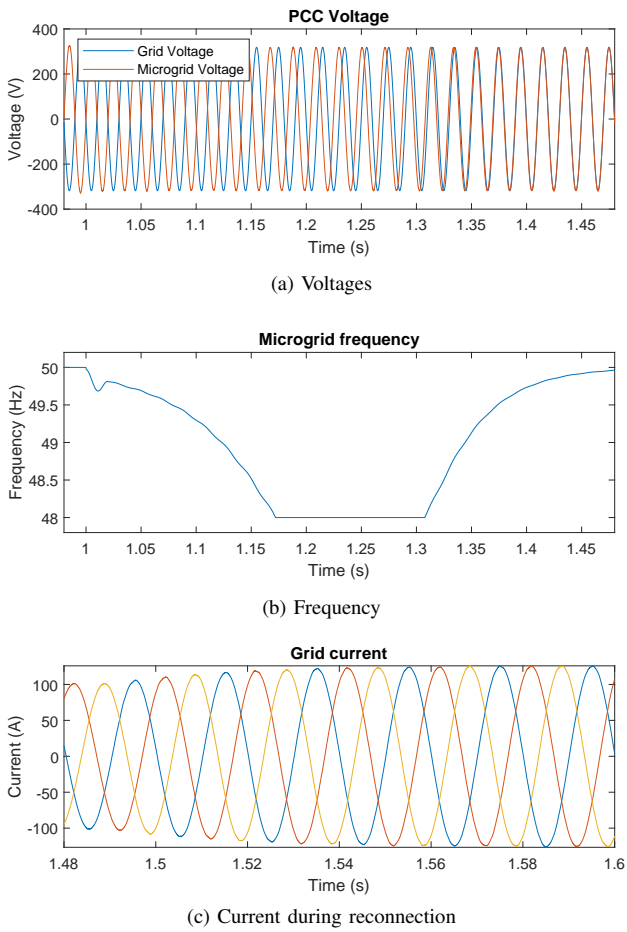 PCC Voltage
400
200
0
-200
-400
Voltage (V)
Grid Voltage
Microgrid Voltage
1 1.05 1.1 1.15 1.2 1.25 1.3 1.35 1.4 1.45
Time (s)
(a) Voltages
Microgrid frequency
50
49.5
49
48.5
48
Frequency (Hz)
1 1.05 1.1 1.15 1.2 1.25 1.3 1.35 1.4 1.45
Time (s)
(b) Frequency
Grid current
100
50
0
-50
-100
Current (A)
1.48 1.5 1.52 1.54 1.56 1.58 1.6
Time (s)
(c) Current during reconnection